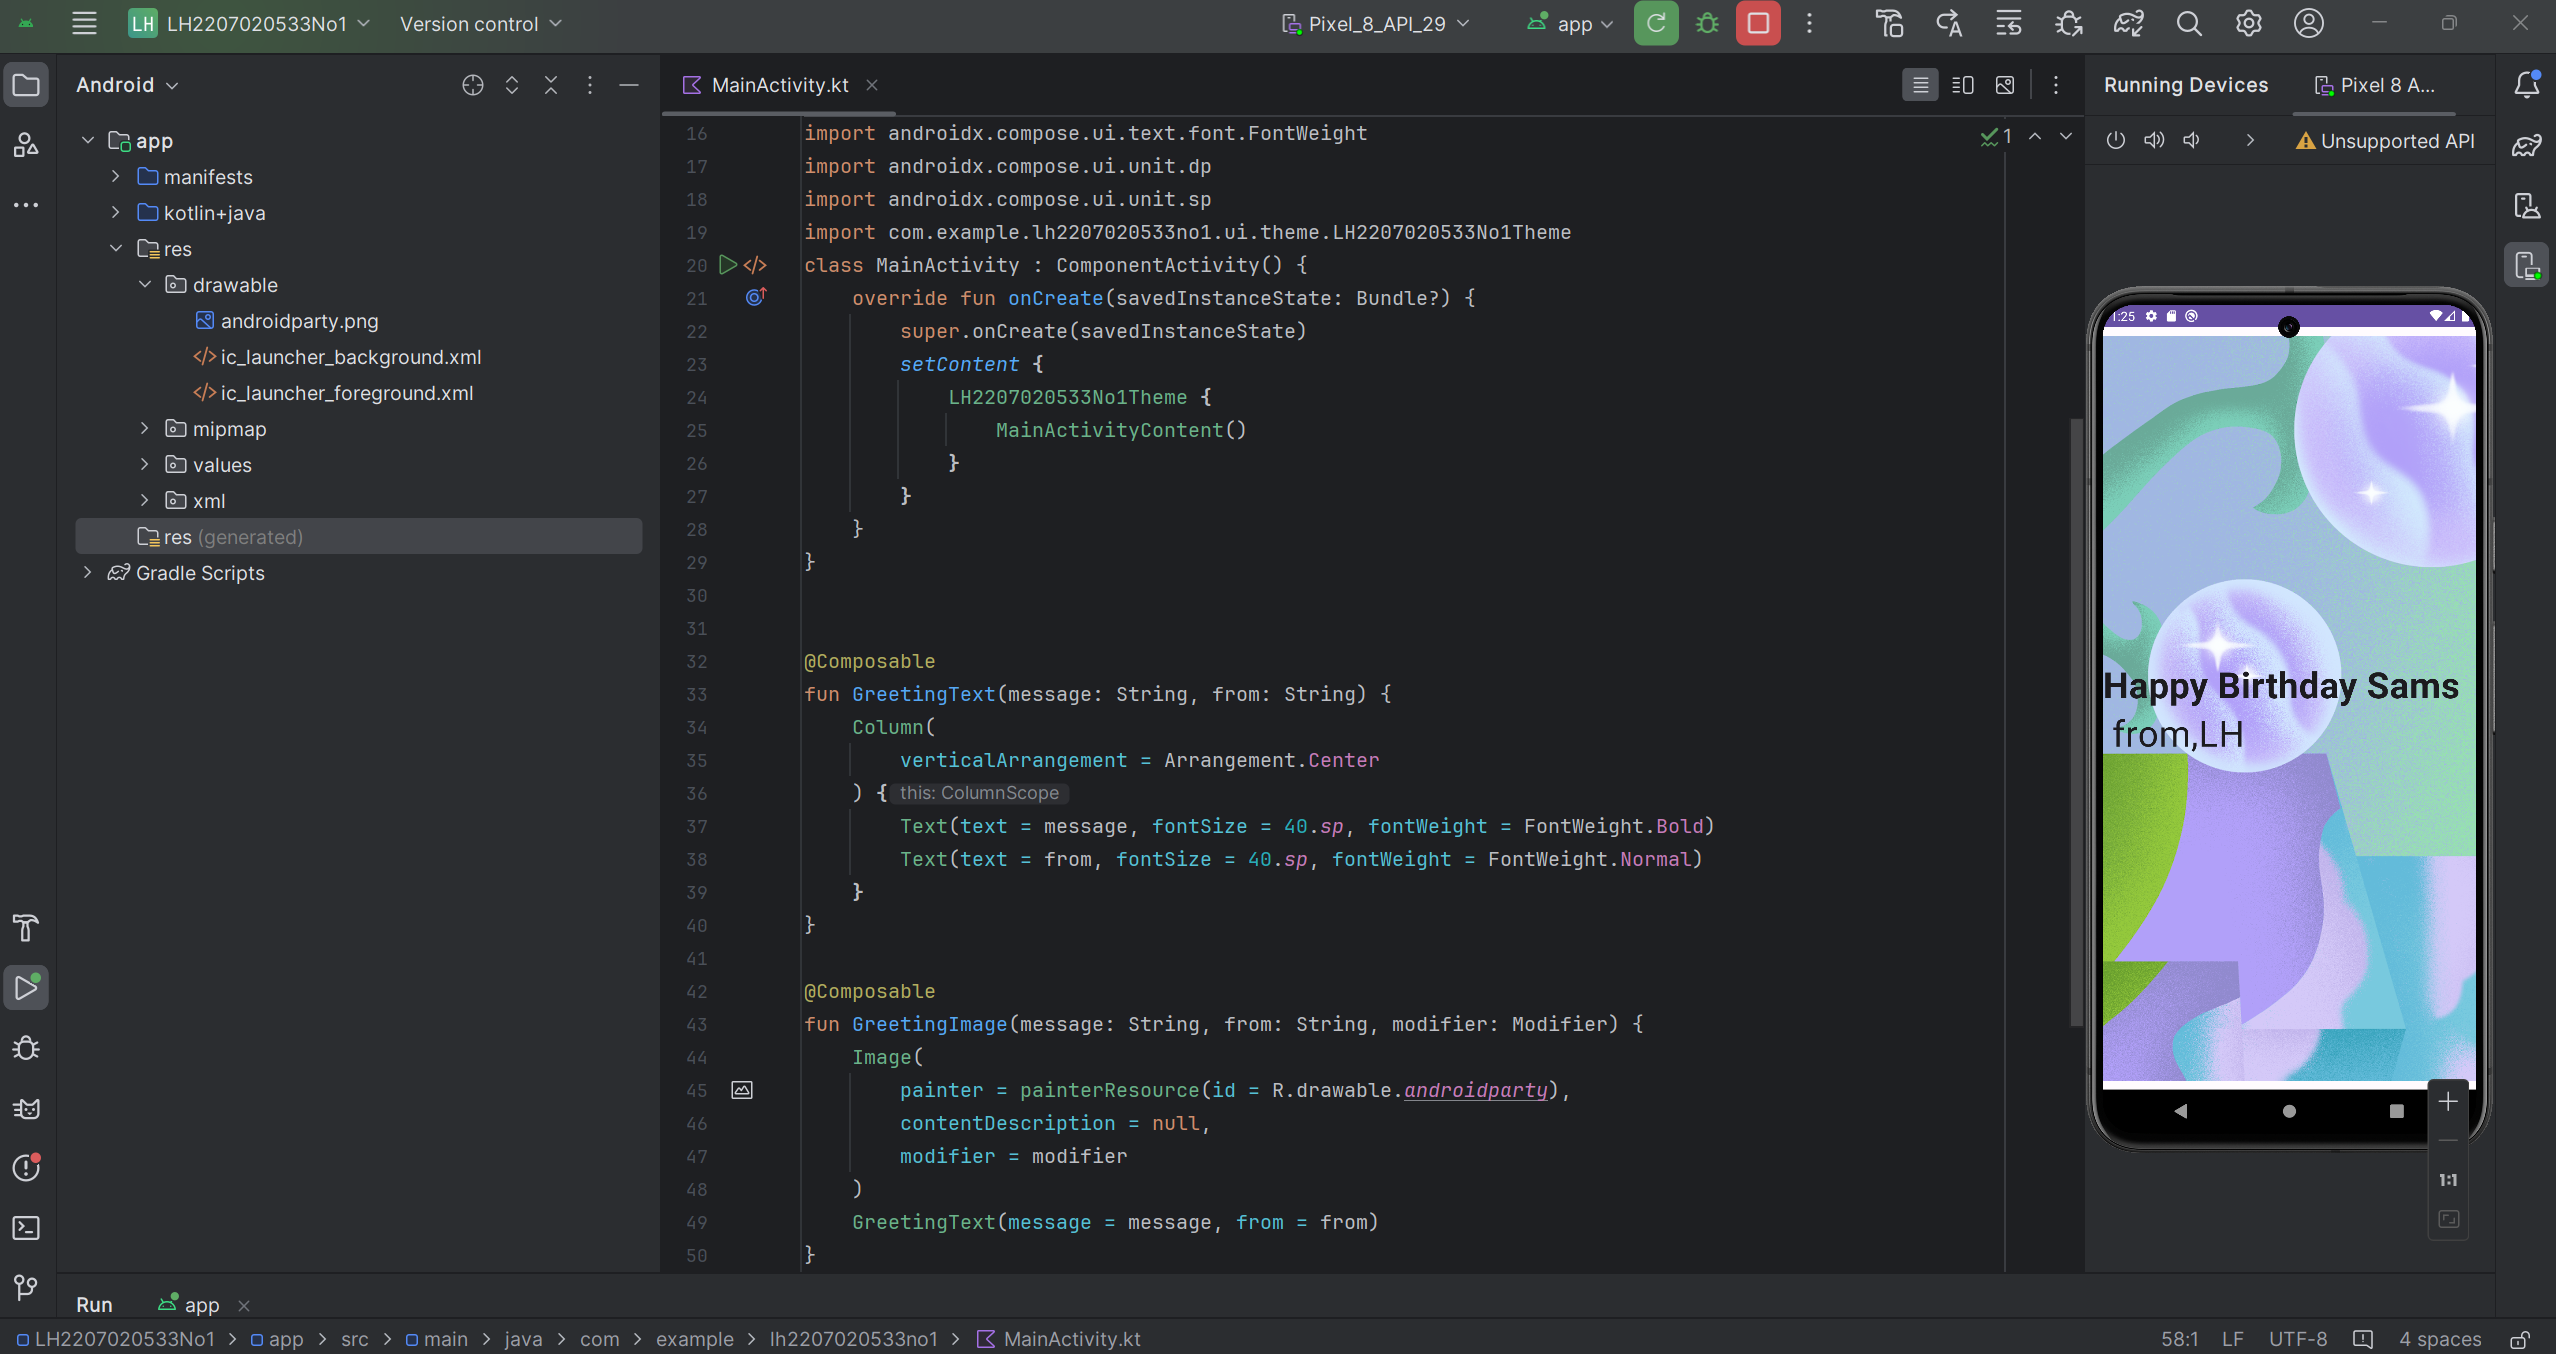 LH LH2207020533No1 Version control Pixel_8_API_29 app
Android
MainActivity.kt
Running Devices Pixel 8 A...
Unsupported API
app
manifests
kotlin+java
res
drawable
androidparty.png
ic_launcher_background.xml
ic_launcher_foreground.xml
mipmap
values
xml
res (generated)
Gradle Scripts
1
16 import androidx.compose.ui.text.font.FontWeight
17 import androidx.compose.ui.unit.dp
18 import androidx.compose.ui.unit.sp
19 import com.example.lh2207020533no1.ui.theme.LH2207020533No1Theme
20 class MainActivity : ComponentActivity() {
21 override fun onCreate(savedInstanceState: Bundle?) {
22 super.onCreate(savedInstanceState)
23 setContent {
24 LH2207020533No1Theme {
25 MainActivityContent()
26 }
27 }
28 }
29 }
30
31
32 @Composable
33 fun GreetingText(message: String, from: String) {
34 Column(
35 verticalArrangement = Arrangement.Center
36 ) { this: ColumnScope
37 Text(text = message, fontSize = 40.sp, fontWeight = FontWeight.Bold)
38 Text(text = from, fontSize = 40.sp, fontWeight = FontWeight.Normal)
39 }
40 }
41
42 @Composable
43 fun GreetingImage(message: String, from: String, modifier: Modifier) {
44 Image(
45 painter = painterResource(id = R.drawable.androidparty),
46 contentDescription = null,
47 modifier = modifier
48 )
49 GreetingText(message = message, from = from)
50 }
1:25
Happy Birthday Sams
from,LH
1:1
Run app
LH2207020533No1 > app > src > main > java > com > example > lh2207020533no1 > MainActivity.kt
58:1 LF UTF-8 4 spaces